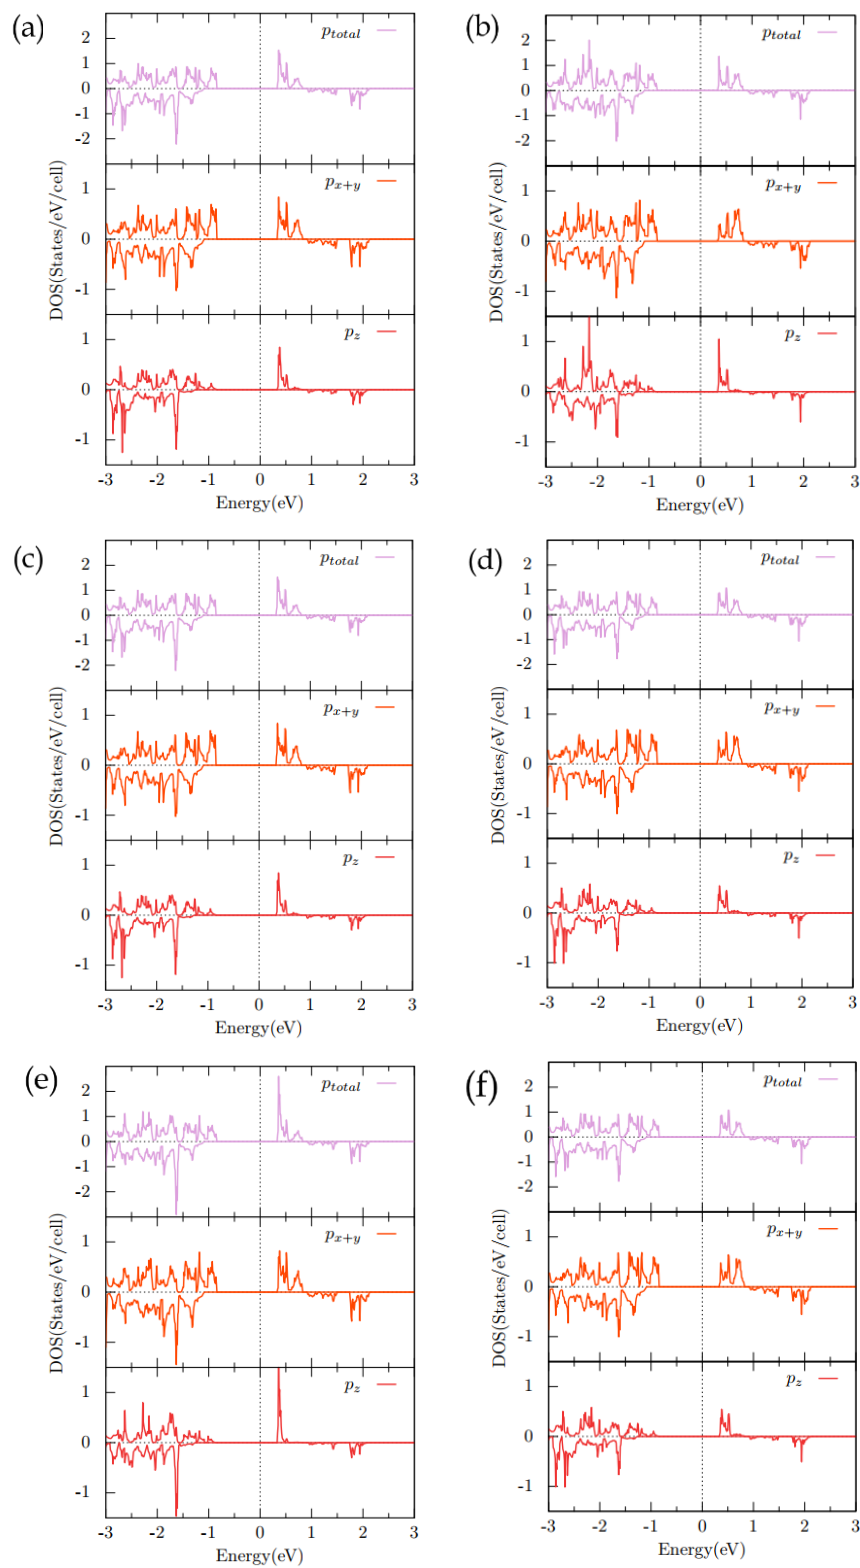 (a)
p_total
2
1
0
-1
-2
DOS(States/eV/cell)
p_x+y
1
0
-1
p_z
1
0
-1
-3 -2 -1 0 1 2 3
Energy(eV)
(b)
p_total
2
1
0
-1
-2
DOS(States/eV/cell)
p_x+y
1
0
-1
p_z
1
0
-1
-3 -2 -1 0 1 2 3
Energy(eV)
(c)
p_total
2
1
0
-1
-2
DOS(States/eV/cell)
p_x+y
1
0
-1
p_z
1
0
-1
-3 -2 -1 0 1 2 3
Energy(eV)
(d)
p_total
2
1
0
-1
-2
DOS(States/eV/cell)
p_x+y
1
0
-1
p_z
1
0
-1
-3 -2 -1 0 1 2 3
Energy(eV)
(e)
p_total
2
1
0
-1
-2
DOS(States/eV/cell)
p_x+y
1
0
-1
p_z
1
0
-1
-3 -2 -1 0 1 2 3
Energy(eV)
(f)
p_total
2
1
0
-1
-2
DOS(States/eV/cell)
p_x+y
1
0
-1
p_z
1
0
-1
-3 -2 -1 0 1 2 3
Energy(eV)